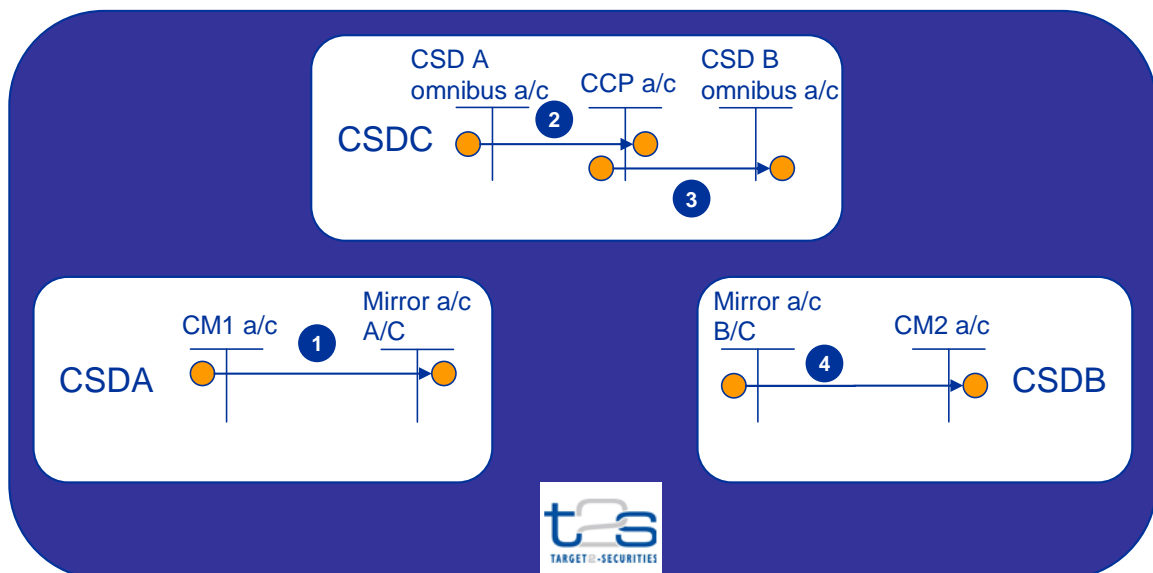 CSD A
omnibus a/c
CCP a/c
CSD B
omnibus a/c
2
CSDC
3
CM1 a/c
Mirror a/c
A/C
1
CSDA
Mirror a/c
B/C
CM2 a/c
4
CSDB
t2s
TARGET2-SECURITIES